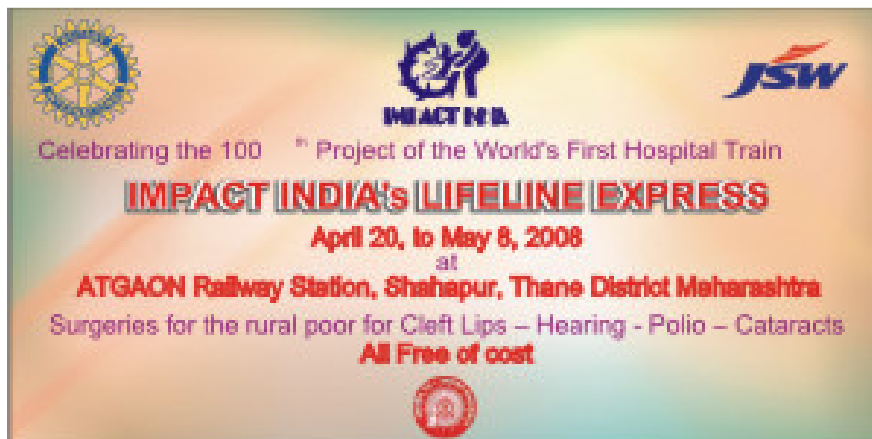 IMPACT INDIA
JSW
Celebrating the 100 th Project of the World's First Hospital Train
IMPACT INDIA's LIFELINE EXPRESS
April 20, to May 8, 2008
at
ATGAON Railway Station, Shahapur, Thane District Maharashtra
Surgeries for the rural poor for Cleft Lips – Hearing - Polio – Cataracts
All Free of cost